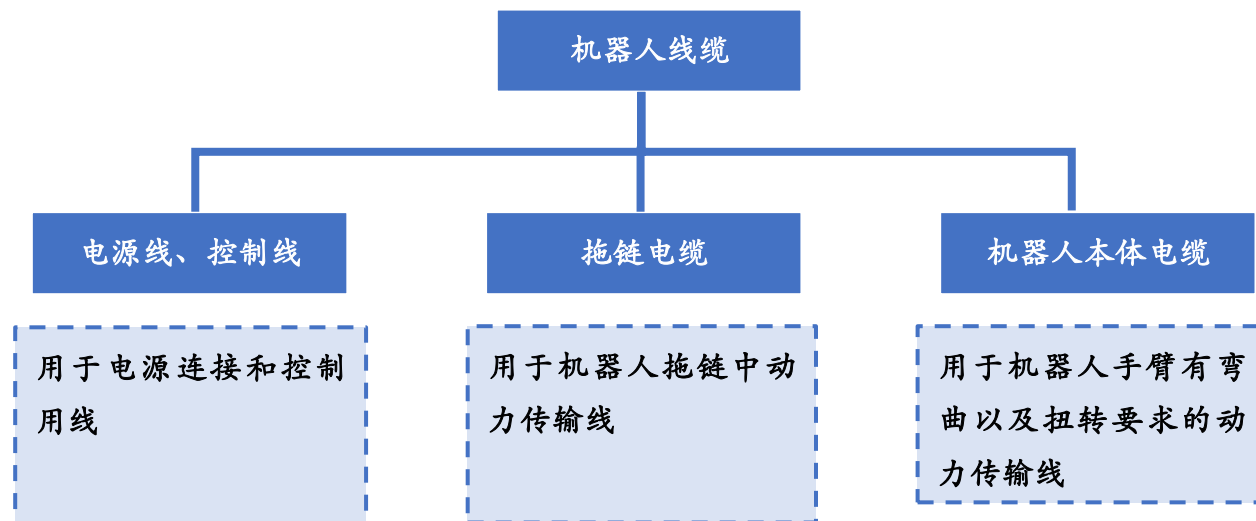 机器人线缆
电源线、控制线
拖链电缆
机器人本体电缆
用于电源连接和控制
用线
用于机器人拖链中动
力传输线
用于机器人手臂有弯
曲以及扭转要求的动
力传输线